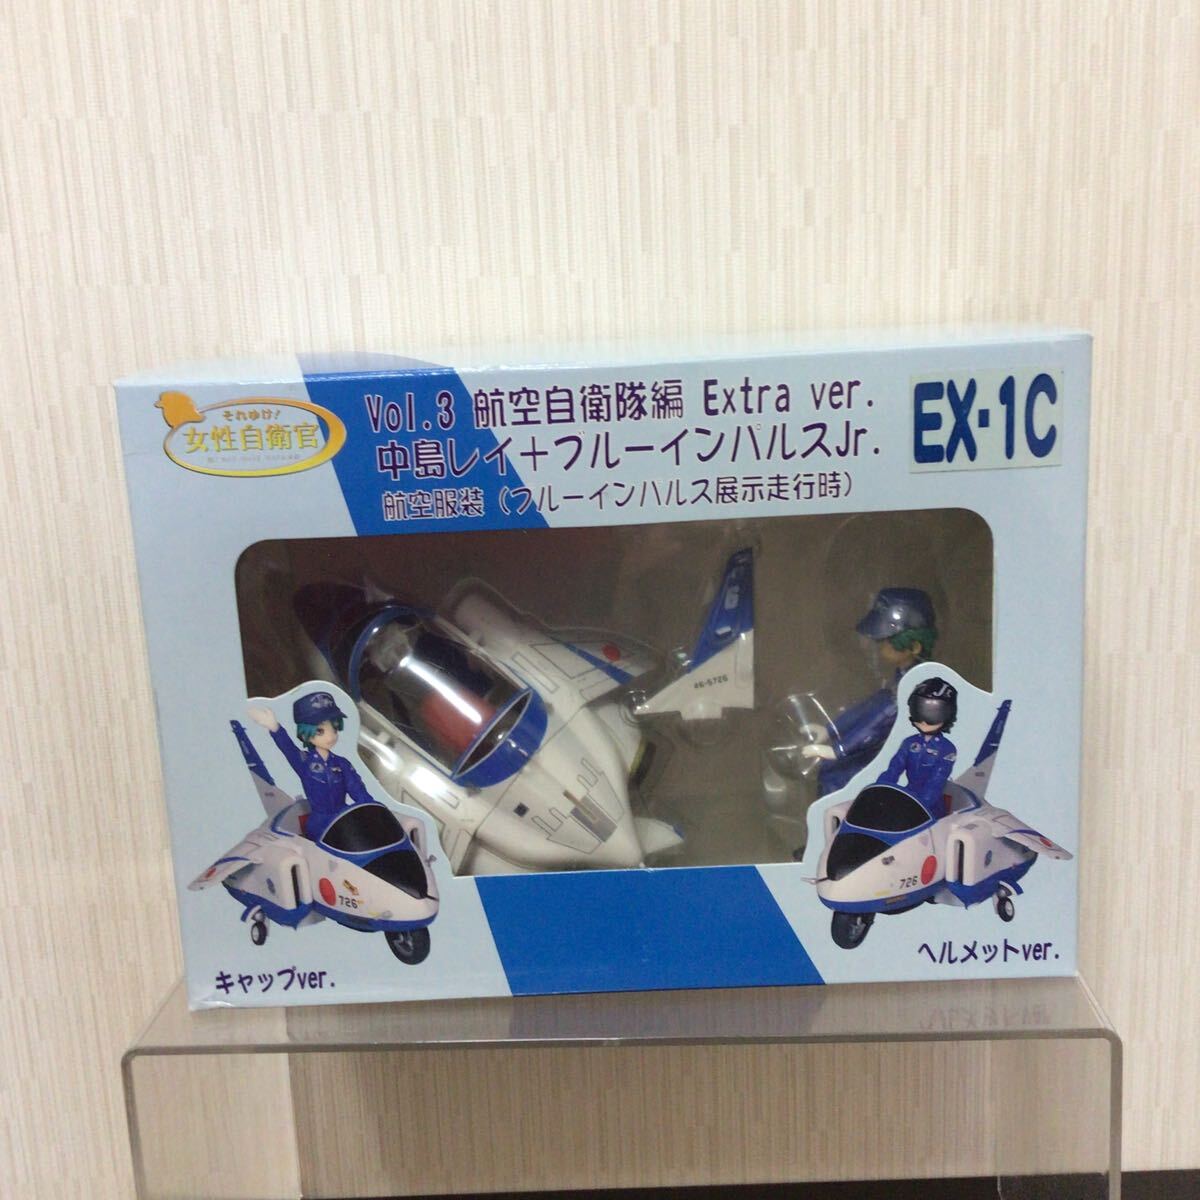 それゆけ!
女性自衛官
Vol.3 航空自衛隊編 Extra ver.
中島レイ+ブルーインパルスJr.
航空服装(ブルーインパルス展示走行時)
EX-1C
6
46-5726
726
726
キャップver.
ヘルメットver.